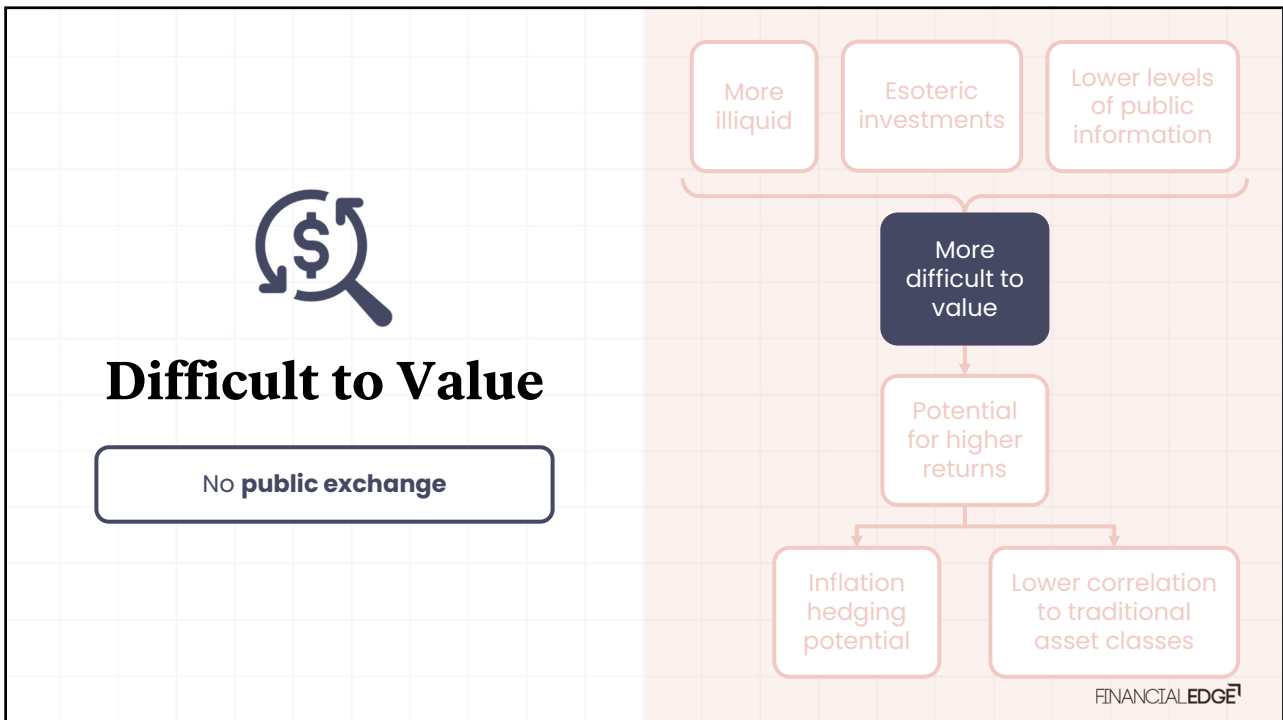 Difficult to Value
No public exchange
More
illiquid
Esoteric
investments
Lower levels
of public
information
More
difficult to
value
Potential
for higher
returns
Inflation
hedging
potential
Lower correlation
to traditional
asset classes
FINANCIALEDGE